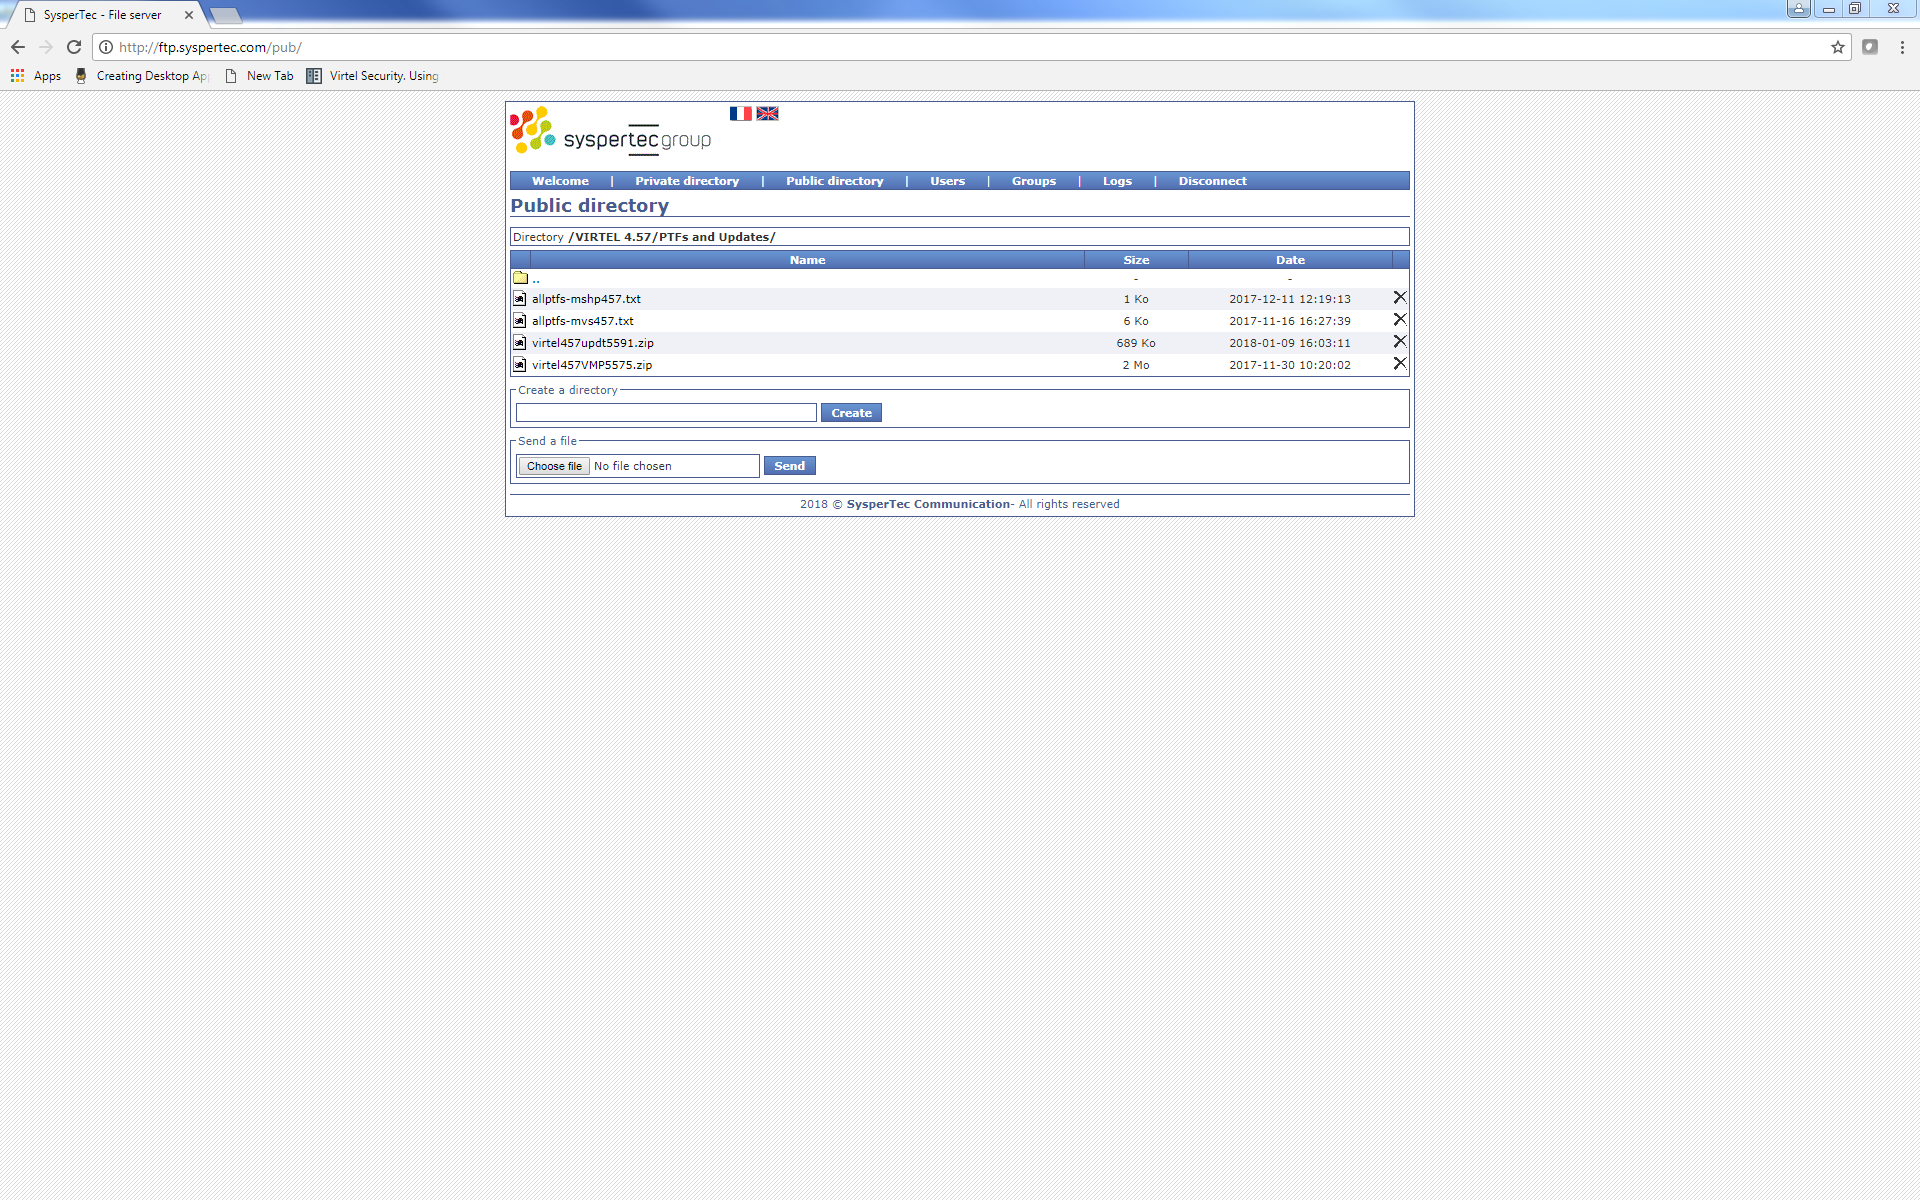 SysperTec - File server
http://ftp.syspertec.com/pub/
Apps Creating Desktop Ap New Tab Virtel Security. Using
syspertecgroup
Welcome | Private directory | Public directory | Users | Groups | Logs | Disconnect
Public directory
Directory /VIRTEL 4.57/PTFs and Updates/
Name Size Date
.. - -
allptfs-mshp457.txt 1 Ko 2017-12-11 12:19:13
allptfs-mvs457.txt 6 Ko 2017-11-16 16:27:39
virtel457updt5591.zip 689 Ko 2018-01-09 16:03:11
virtel457VMP5575.zip 2 Mo 2017-11-30 10:20:02
Create a directory
Create
Send a file
Choose file No file chosen Send
2018 © SysperTec Communication- All rights reserved